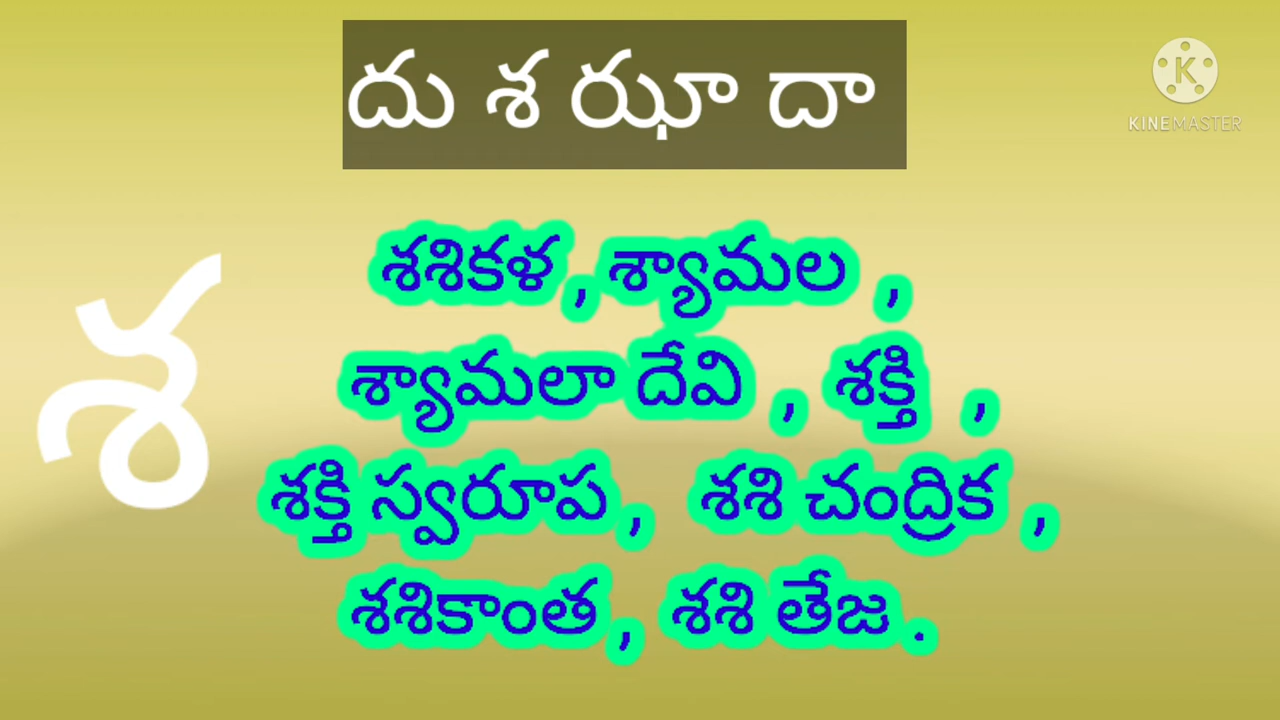 దు శ ఝా దా
KINEMASTER
శ
శశికళ , శ్యామల ,
శ్యామలా దేవి , శక్తి ,
శక్తి స్వరూప , శశి చంద్రిక ,
శశికాంత , శశి తేజ .